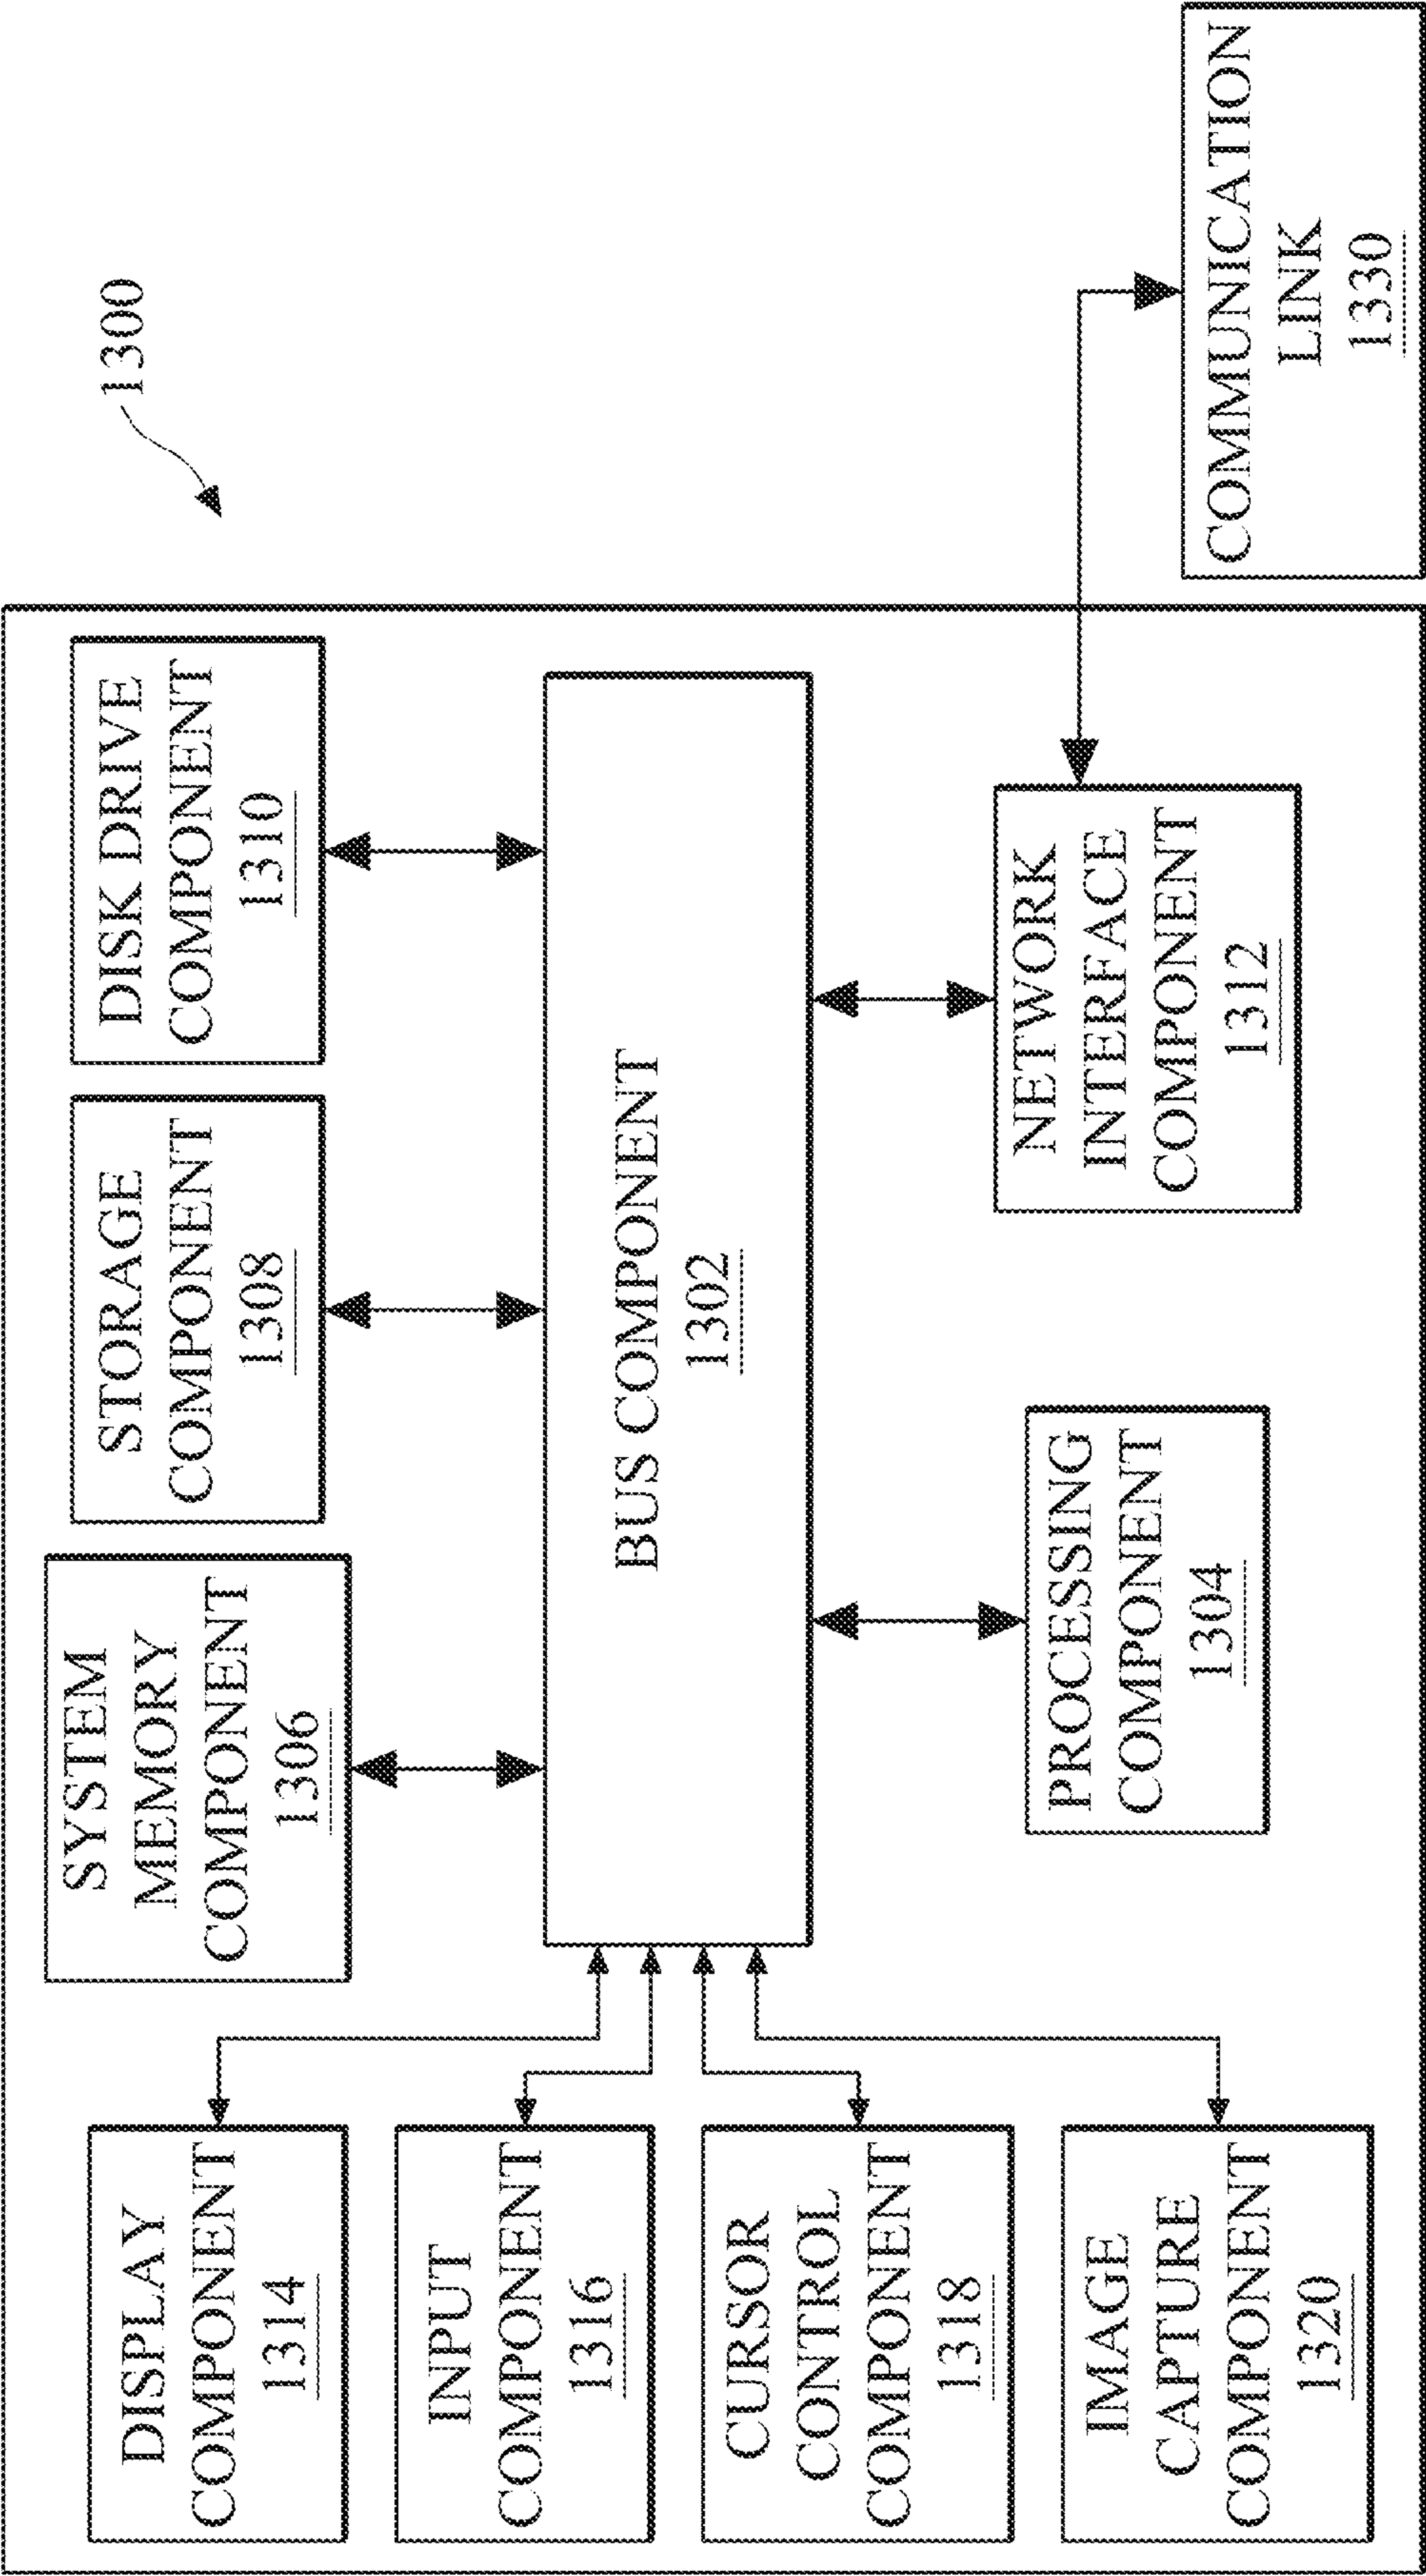 1300
SYSTEM
MEMORY
COMPONENT
1306
STORAGE
COMPONENT
1308
DISK DRIVE
COMPONENT
1310
DISPLAY
COMPONENT
1314
INPUT
COMPONENT
1316
CURSOR
CONTROL
COMPONENT
1318
IMAGE
CAPTURE
COMPONENT
1320
BUS COMPONENT
1302
PROCESSING
COMPONENT
1304
NETWORK
INTERFACE
COMPONENT
1312
COMMUNICATION
LINK
1330